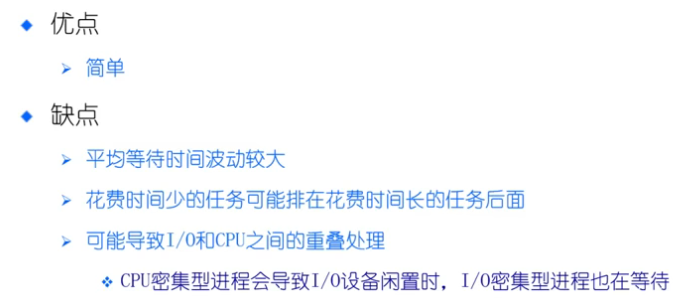 优点
简单
缺点
平均等待时间波动较大
花费时间少的任务可能排在花费时间长的任务后面
可能导致I/O和CPU之间的重叠处理
CPU密集型进程会导致I/O设备闲置时，I/O密集型进程也在等待